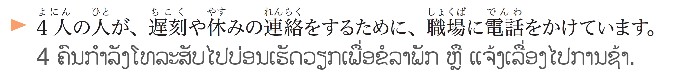 4人の人が、遅刻や休みの連絡をするために、職場に電話をかけています。
4 ຄົນກຳລັງໂທລະສັບໄປບ່ອນເຮັດວຽກເພື່ອຂໍລາພັກ ຫຼື ແຈ້ງເລື່ອງໄປການຊ້າ.